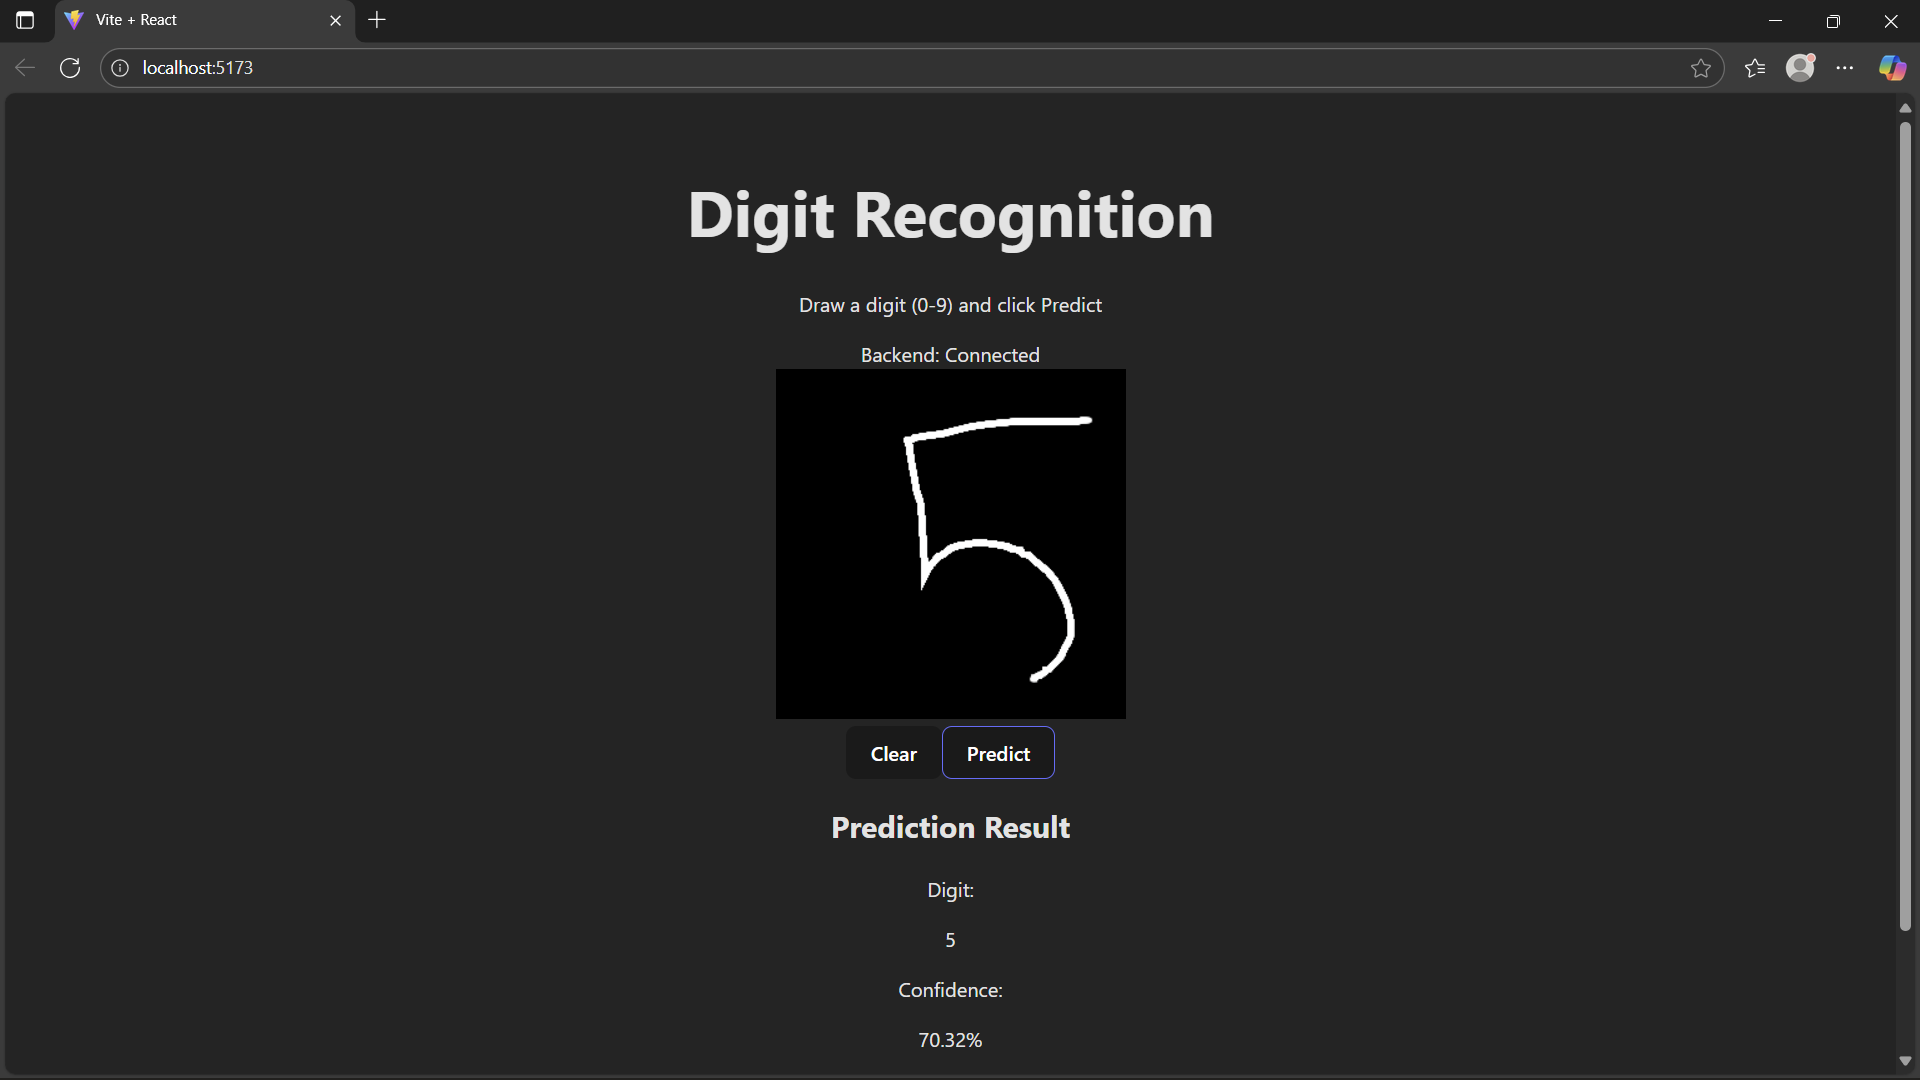 Vite + React
localhost:5173
Digit Recognition
Draw a digit (0-9) and click Predict
Backend: Connected
5
Clear Predict
Prediction Result
Digit:
5
Confidence:
70.32%